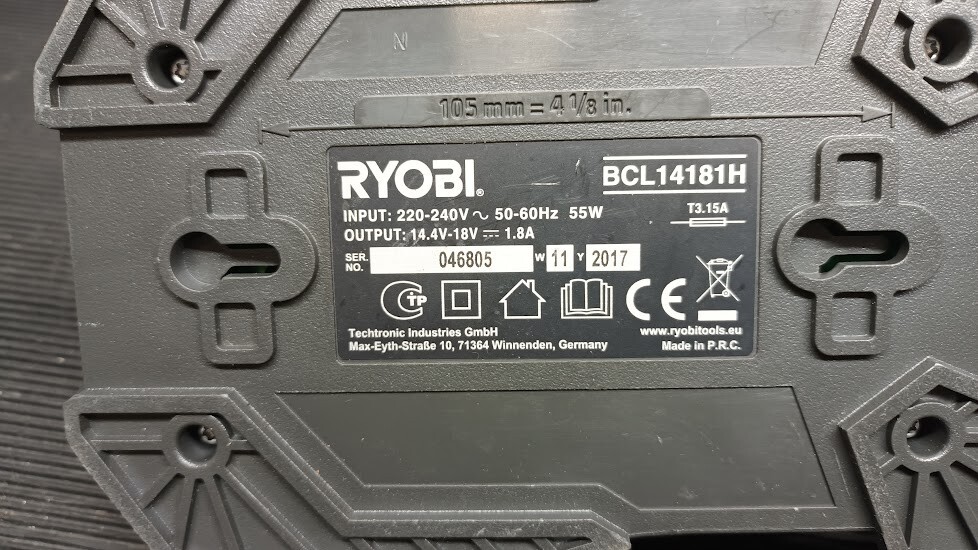 N
105 mm = 4 1/8 in.
RYOBI®
BCL14181H
INPUT: 220-240V ~ 50-60Hz 55W
T3.15A
OUTPUT: 14.4V-18V ⎓ 1.8A
SER. NO. 046805 W 11 Y 2017
CTP
CE
Techtronic Industries GmbH
Max-Eyth-Straße 10, 71364 Winnenden, Germany
www.ryobitools.eu
Made in P.R.C.